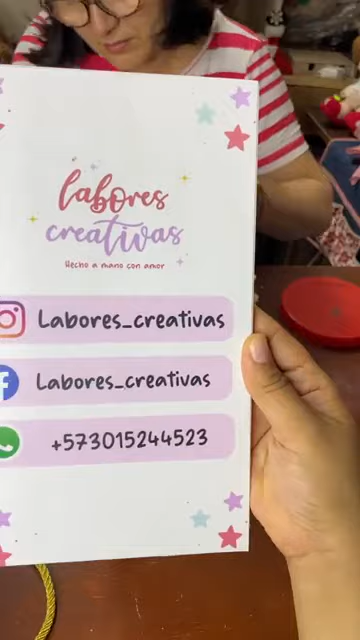 labores
creativas
Hecho a mano con amor
Labores_creativas
Labores_creativas
+573015244523